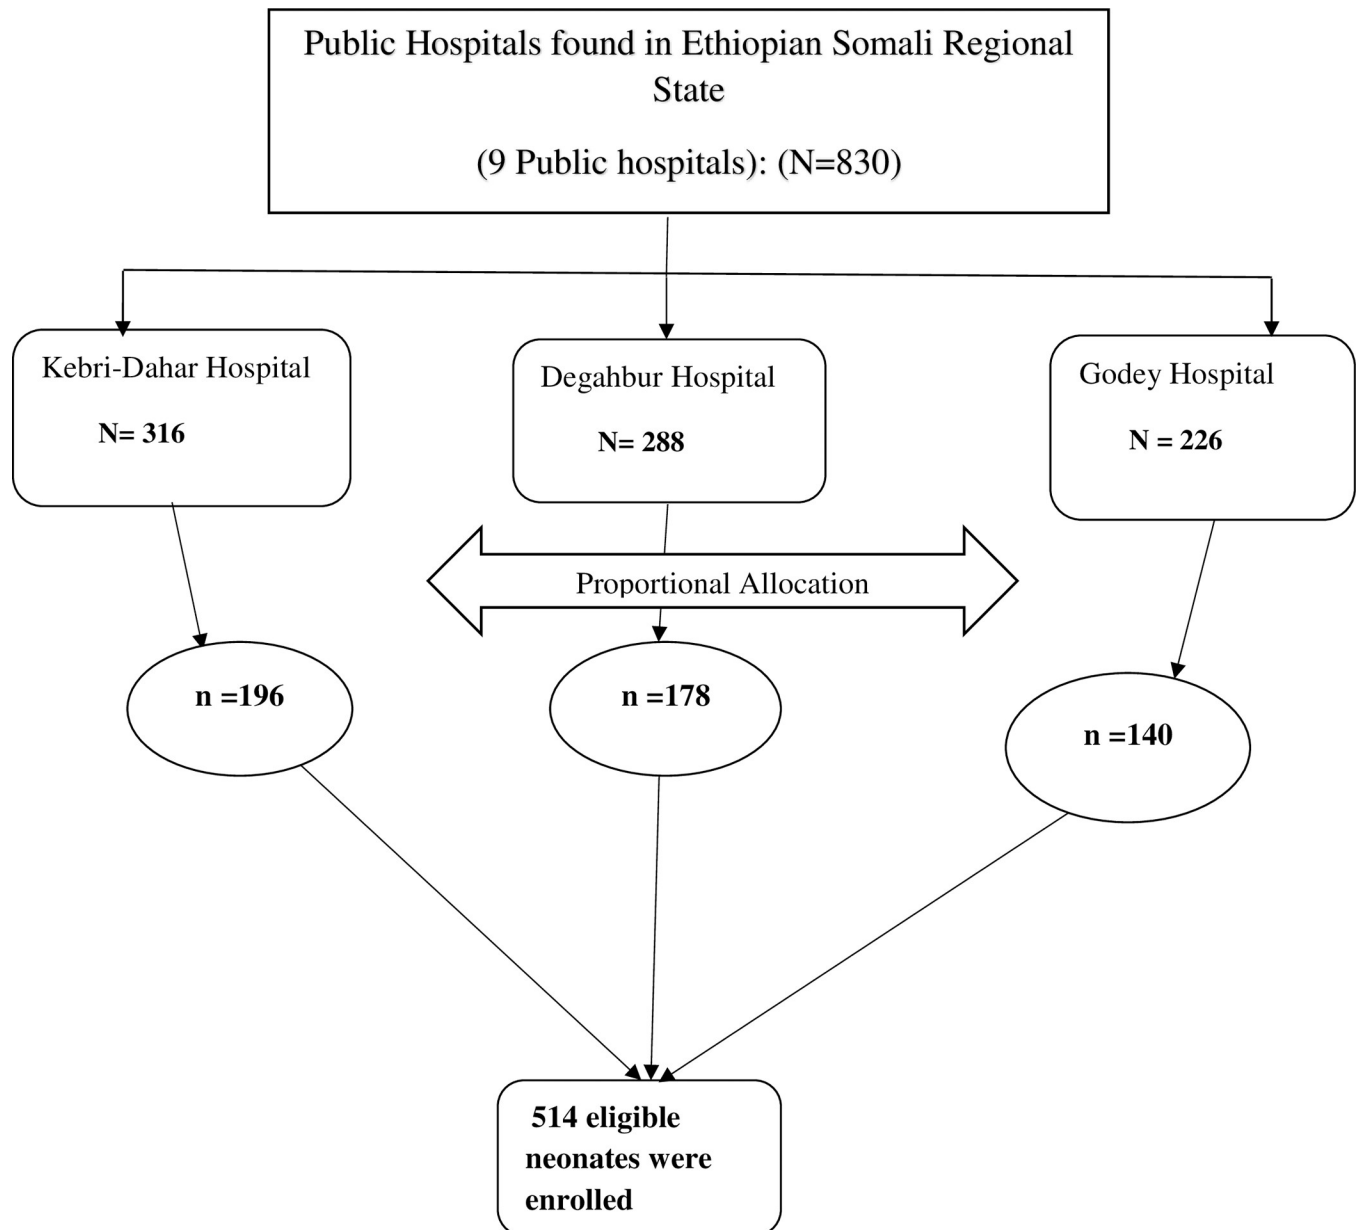 Public Hospitals found in Ethiopian Somali Regional
State
(9 Public hospitals): (N=830)
Kebri-Dahar Hospital
N= 316
Degahbur Hospital
N= 288
Godey Hospital
N = 226
Proportional Allocation
n =196
n =178
n =140
514 eligible
neonates were
enrolled